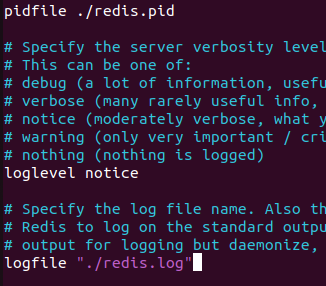 pidfile ./redis.pid
# Specify the server verbosity level
# This can be one of:
# debug (a lot of information, usefu
# verbose (many rarely useful info,
# notice (moderately verbose, what y
# warning (only very important / cri
# nothing (nothing is logged)
loglevel notice
# Specify the log file name. Also th
# Redis to log on the standard outpu
# output for logging but daemonize,
logfile "./redis.log"